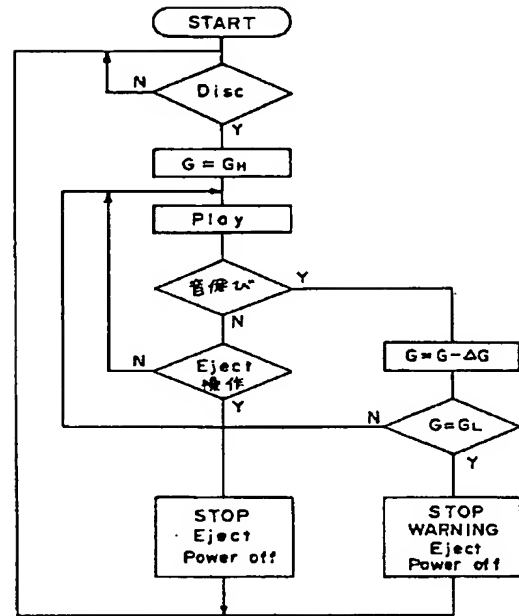 START
Disc
N
Y
G = GH
Play
音飛び
Y
N
G=G-ΔG
Eject
操作
N
Y
G=GL
N
Y
STOP
Eject
Power off
STOP
WARNING
Eject
Power off